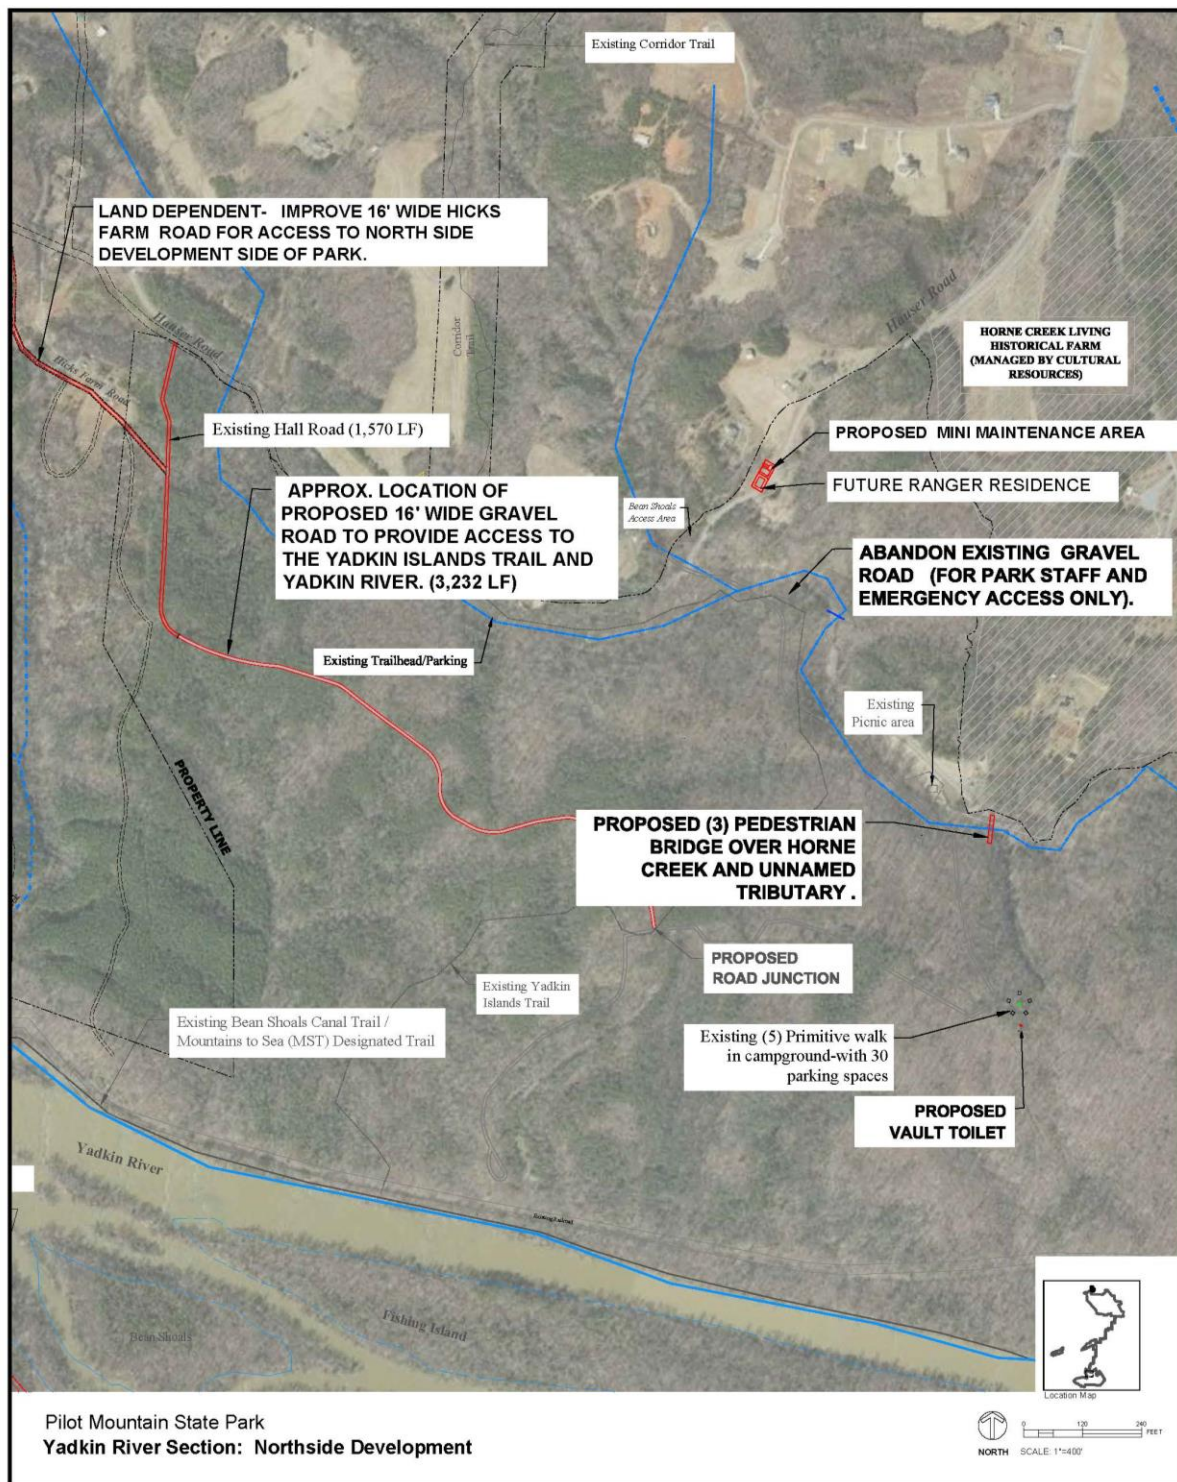 Existing Corridor Trail
LAND DEPENDENT- IMPROVE 16' WIDE HICKS
FARM ROAD FOR ACCESS TO NORTH SIDE
DEVELOPMENT SIDE OF PARK.
Hauser Road
Hauser Road
Corridor
Trail
HORNE CREEK LIVING
HISTORICAL FARM
(MANAGED BY CULTURAL
RESOURCES)
Hicks Farm Road
Existing Hall Road (1,570 LF)
PROPOSED MINI MAINTENANCE AREA
FUTURE RANGER RESIDENCE
APPROX. LOCATION OF
PROPOSED 16' WIDE GRAVEL
ROAD TO PROVIDE ACCESS TO
THE YADKIN ISLANDS TRAIL AND
YADKIN RIVER. (3,232 LF)
Bean Shoals
Access Area
ABANDON EXISTING GRAVEL
ROAD (FOR PARK STAFF AND
EMERGENCY ACCESS ONLY).
Existing Trailhead/Parking
Existing
Picnic area
PROPERTY LINE
PROPOSED (3) PEDESTRIAN
BRIDGE OVER HORNE
CREEK AND UNNAMED
TRIBUTARY .
PROPOSED
ROAD JUNCTION
Existing Yadkin
Islands Trail
Existing Bean Shoals Canal Trail /
Mountains to Sea (MST) Designated Trail
Existing (5) Primitive walk
in campground-with 30
parking spaces
PROPOSED
VAULT TOILET
Yadkin River
Existing Railroad
Fishing Island
Bean Shoals
Location Map
Pilot Mountain State Park
Yadkin River Section: Northside Development
NORTH
0 120 240
FEET
SCALE: 1"=400'